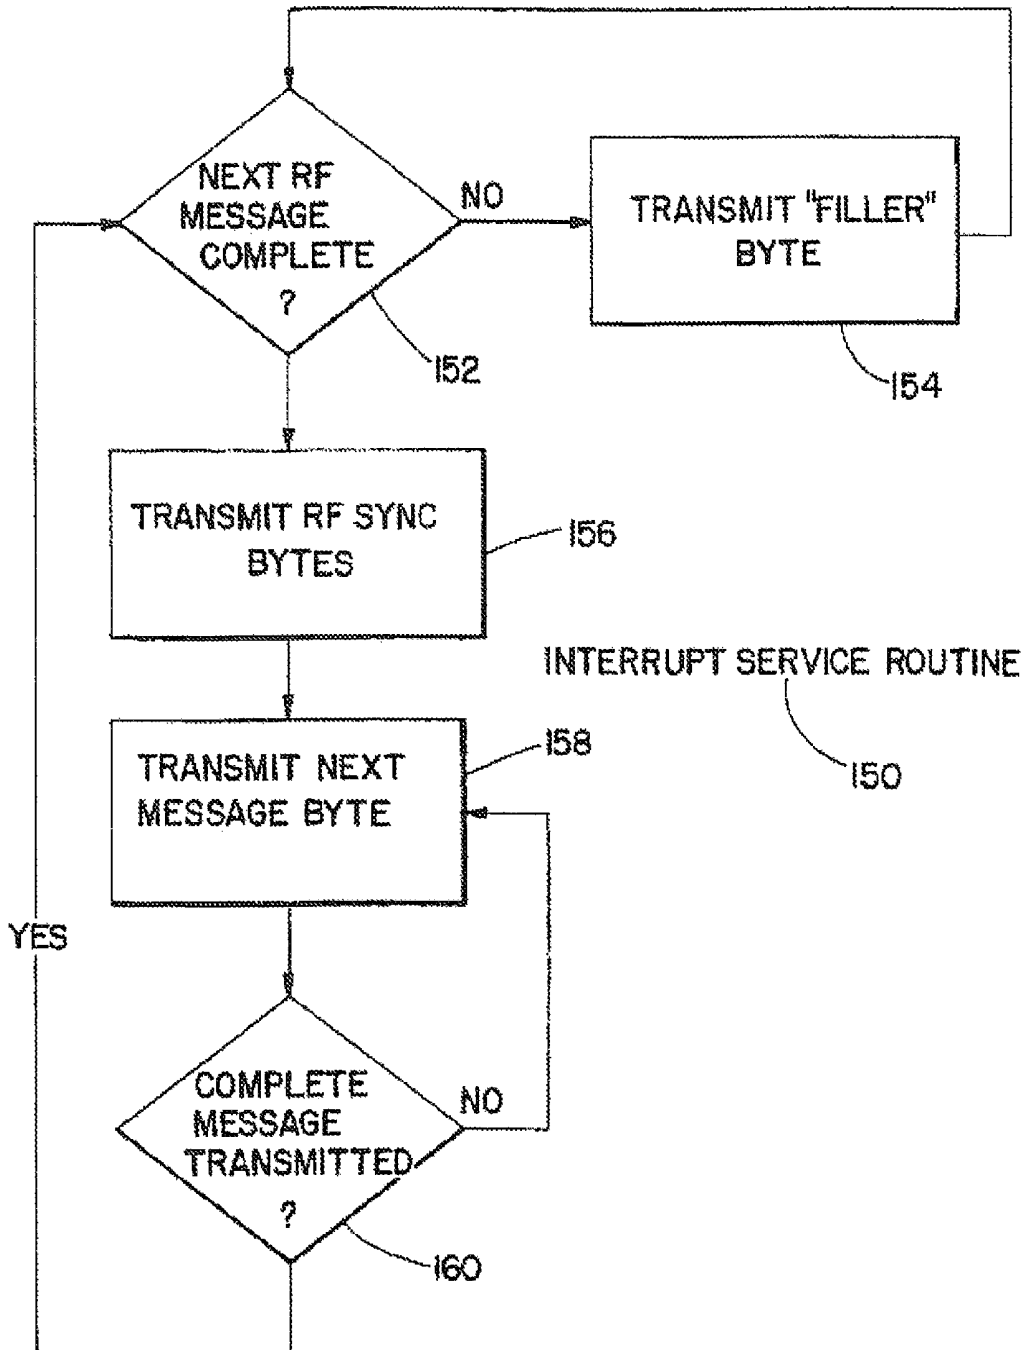 NEXT RF
MESSAGE
COMPLETE
?
NO
152
TRANSMIT "FILLER"
BYTE
154
TRANSMIT RF SYNC
BYTES
156
INTERRUPT SERVICE ROUTINE
150
TRANSMIT NEXT
MESSAGE BYTE
158
YES
COMPLETE
MESSAGE
TRANSMITTED
?
NO
160